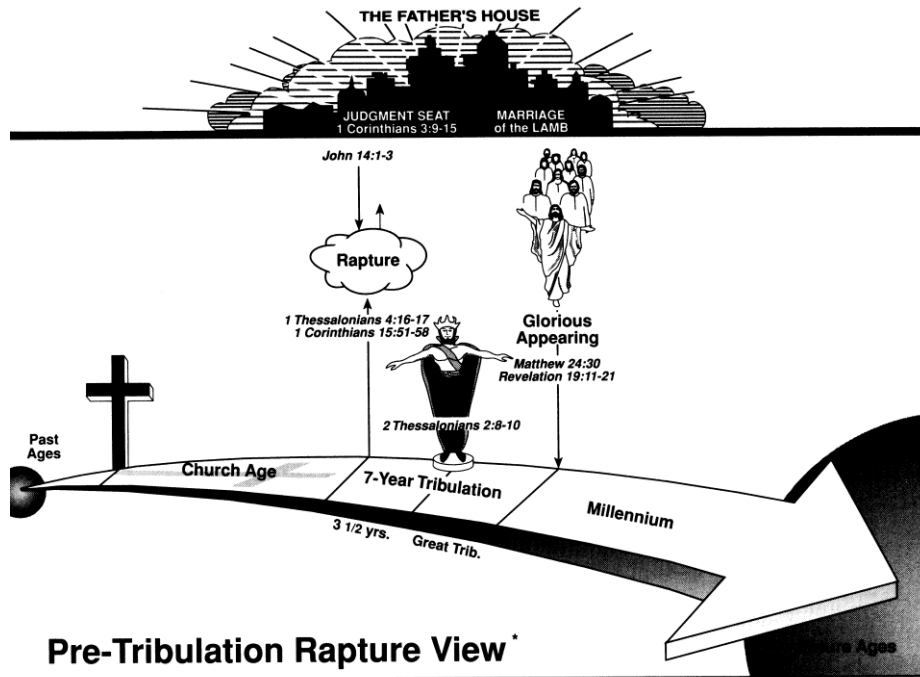 THE FATHER'S HOUSE
JUDGMENT SEAT
1 Corinthians 3:9-15
MARRIAGE
of the LAMB
John 14:1-3
Rapture
1 Thessalonians 4:16-17
1 Corinthians 15:51-58
Glorious
Appearing
Matthew 24:30
Revelation 19:11-21
2 Thessalonians 2:8-10
Past
Ages
Church Age
7-Year Tribulation
Millennium
3 1/2 yrs.
Great Trib.
Pre-Tribulation Rapture View *
Ages